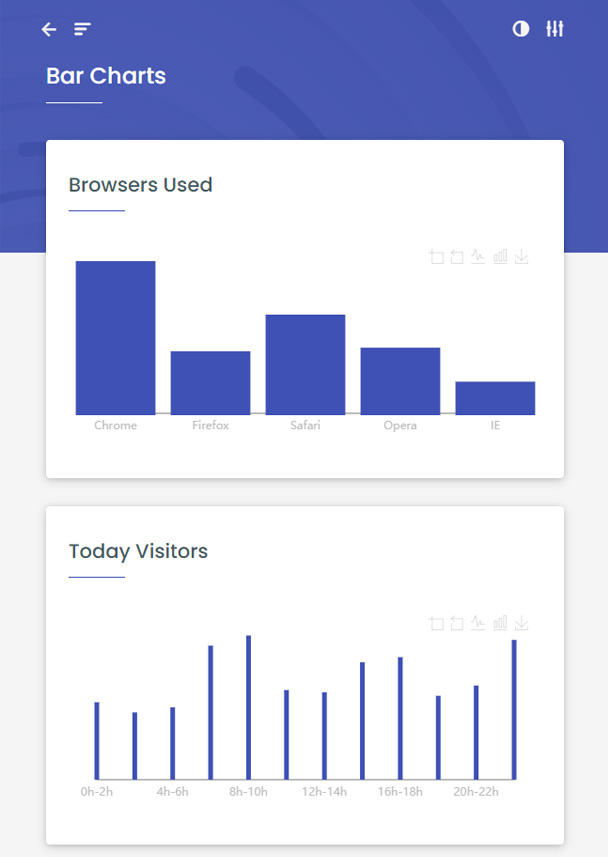 Bar Charts
Browsers Used
Chrome Firefox Safari Opera IE
Today Visitors
0h-2h 4h-6h 8h-10h 12h-14h 16h-18h 20h-22h